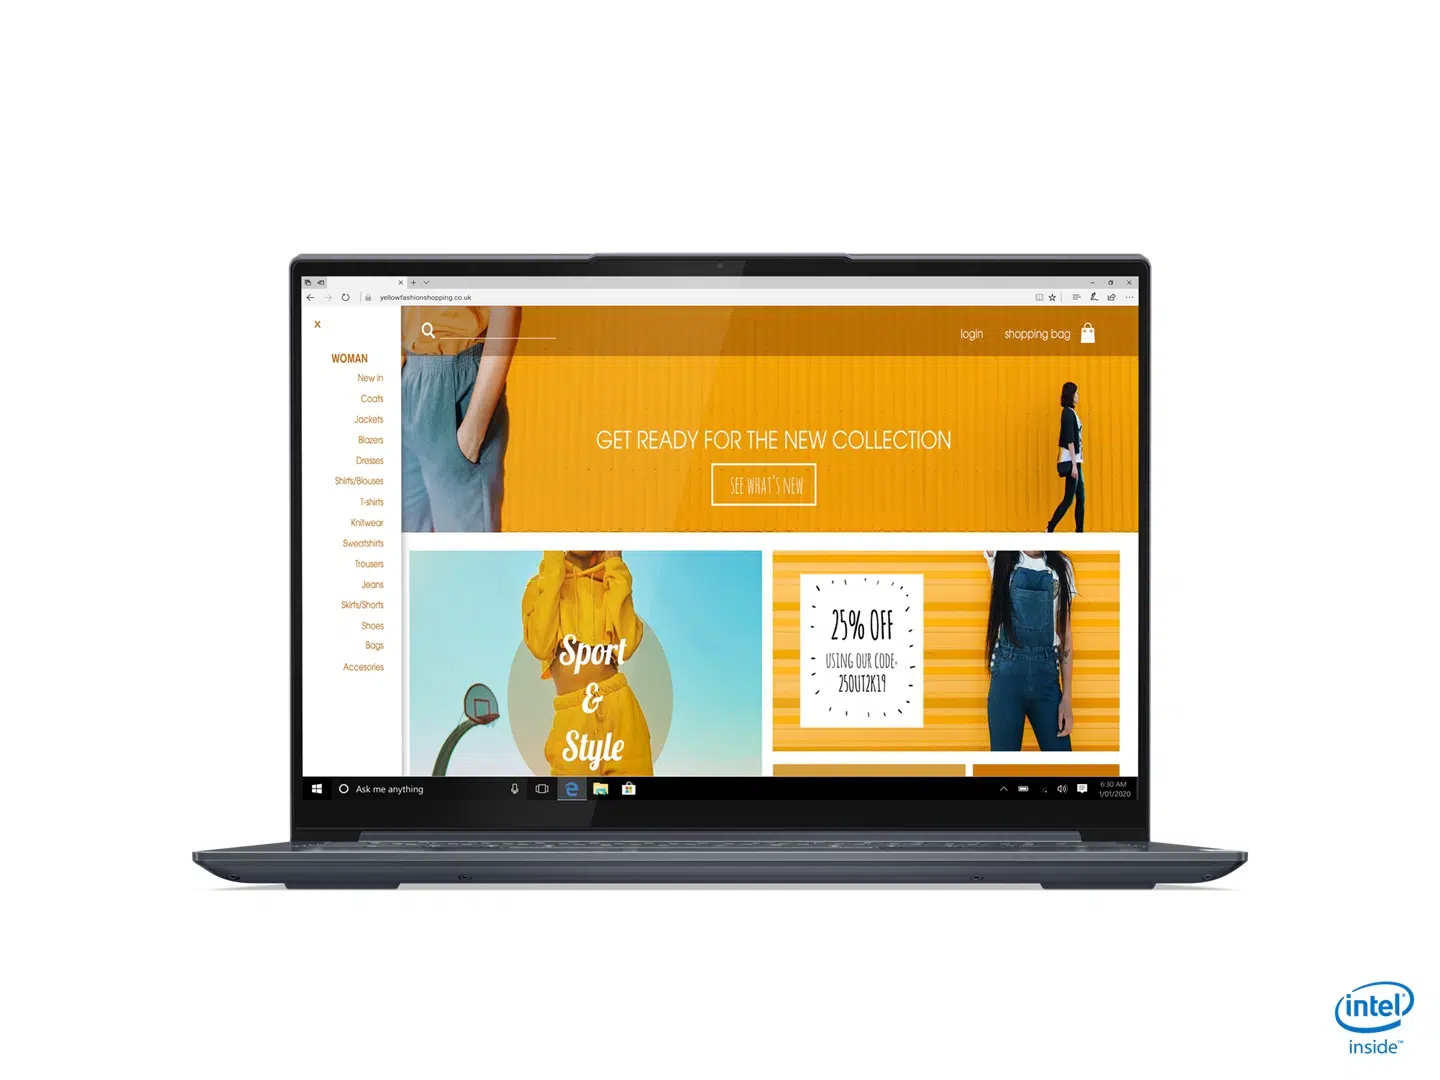 yellowfashionshopping.co.uk
X
login
shopping bag
WOMAN
New in
Coats
Jackets
Blazers
Dresses
Shirts/Blouses
T-shirts
Knitwear
Sweatshirts
Trousers
Jeans
Skirts/Shorts
Shoes
Bags
Accesories
GET READY FOR THE NEW COLLECTION
SEE WHAT'S NEW
Sport
&
Style
25% OFF
USING OUR CODE:
25OUT2K19
Ask me anything
6:30 AM
1/01/2020
intel
inside™